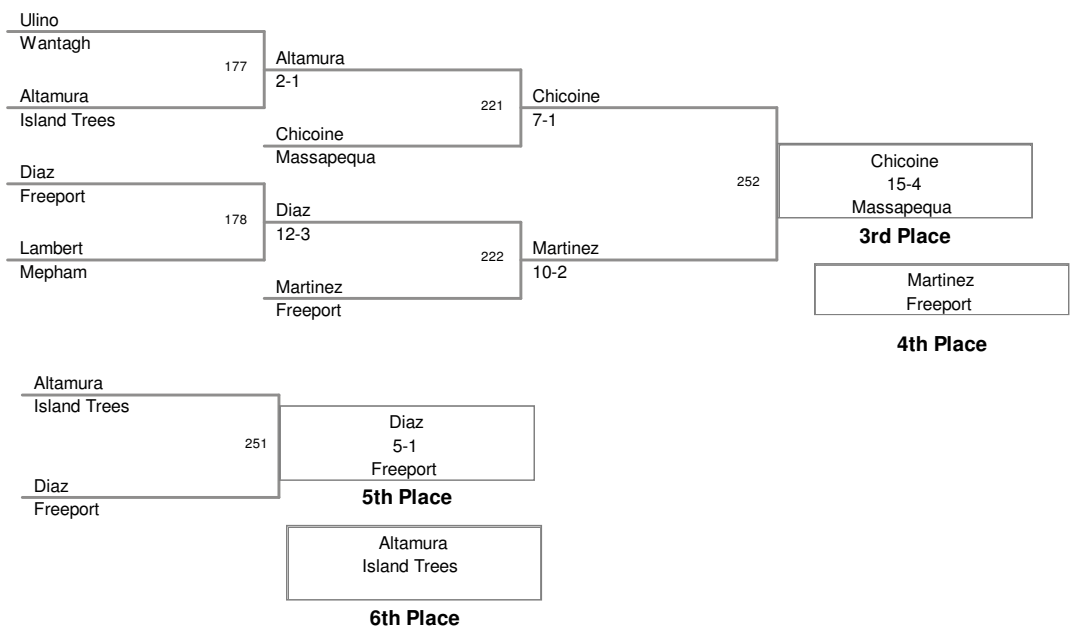 Ulino
Wantagh
177
Altamura
2-1
Altamura
Island Trees
221
Chicoine
7-1
Chicoine
Massapequa
Diaz
Freeport
178
Diaz
12-3
Lambert
Mepham
222
Martinez
10-2
Martinez
Freeport
252
Chicoine
15-4
Massapequa
3rd Place
Martinez
Freeport
4th Place
Altamura
Island Trees
251
Diaz
Freeport
Diaz
5-1
Freeport
5th Place
Altamura
Island Trees
6th Place